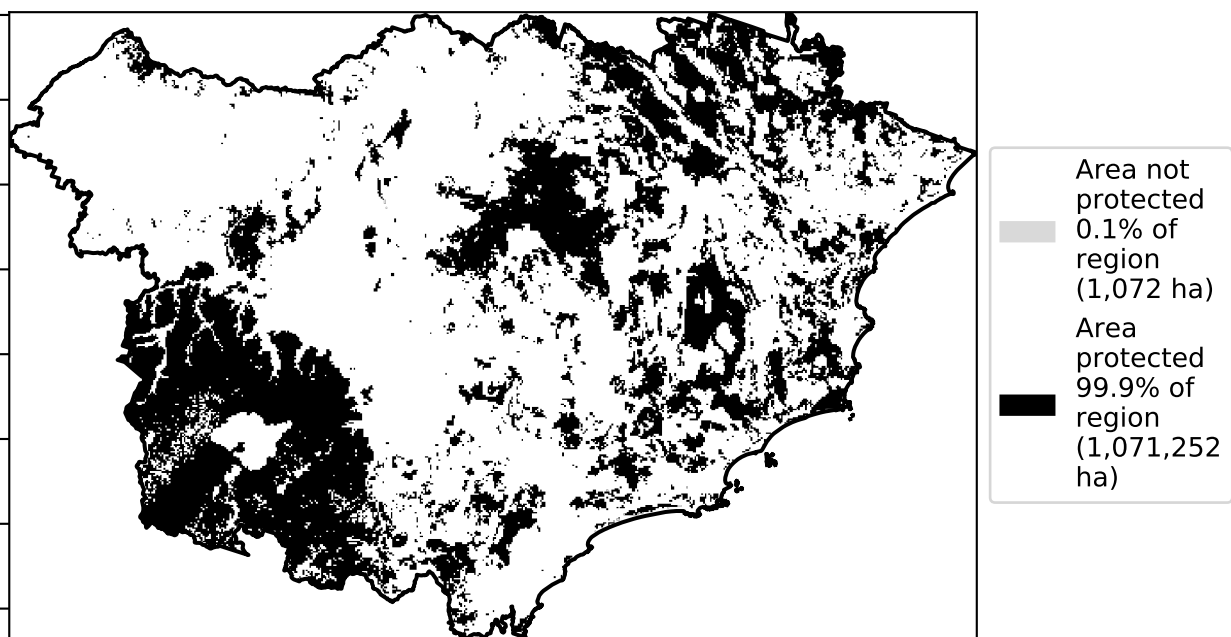 Area not
protected
0.1% of
region
(1,072 ha)
Area
protected
99.9% of
region
(1,071,252
ha)